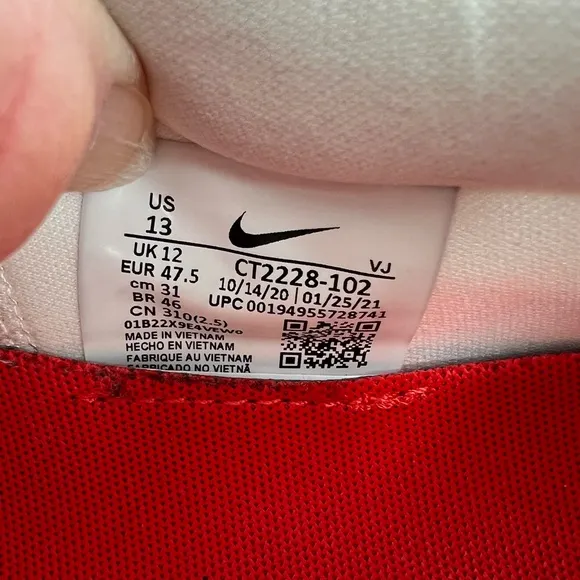 US
13
UK 12
EUR 47.5
cm 31
BR 46
CN 310(2.5)
CT2228-102
VJ
10/14/20 | 01/25/21
UPC 00194955728741
01B22X9E4VEW
MADE IN VIETNAM
HECHO EN VIETNAM
FABRIQUE AU VIETNAM
FABRICADO NO VIETNÃ